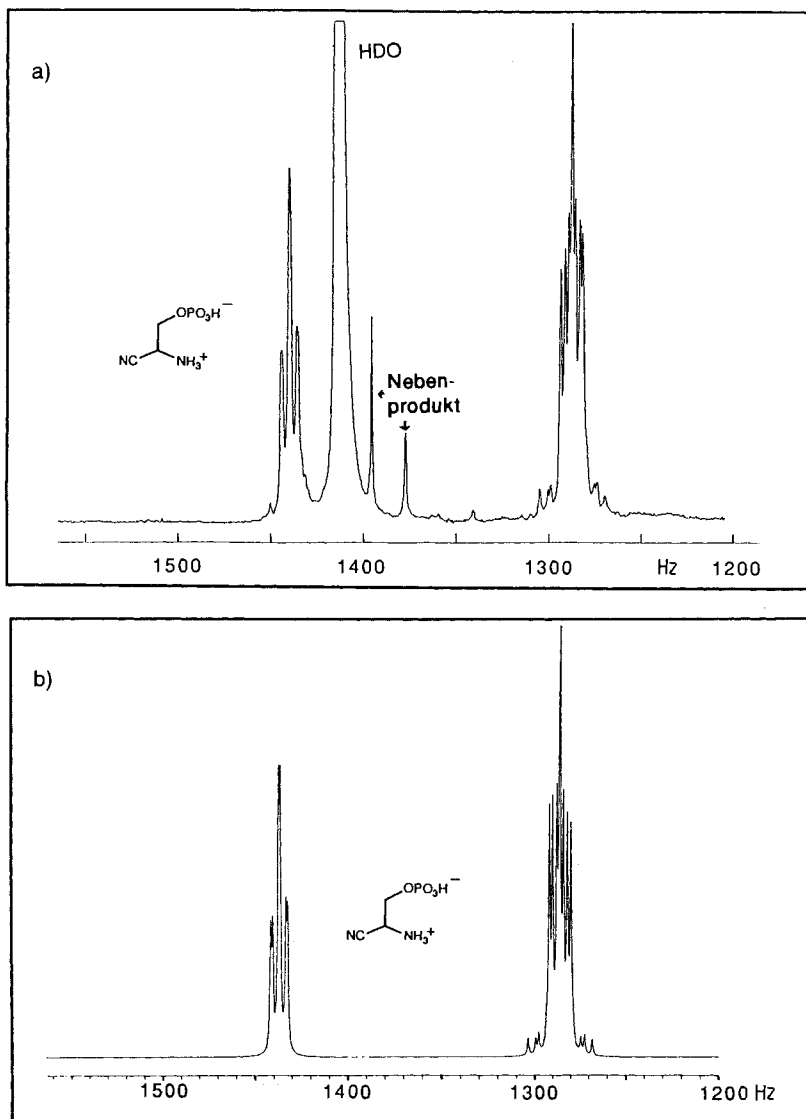 a)
HDO
OPO₃H⁻
NC
NH₃⁺
Neben-
produkt
1500 1400 1300 Hz 1200
b)
OPO₃H⁻
NC
NH₃⁺
1500 1400 1300 1200 Hz